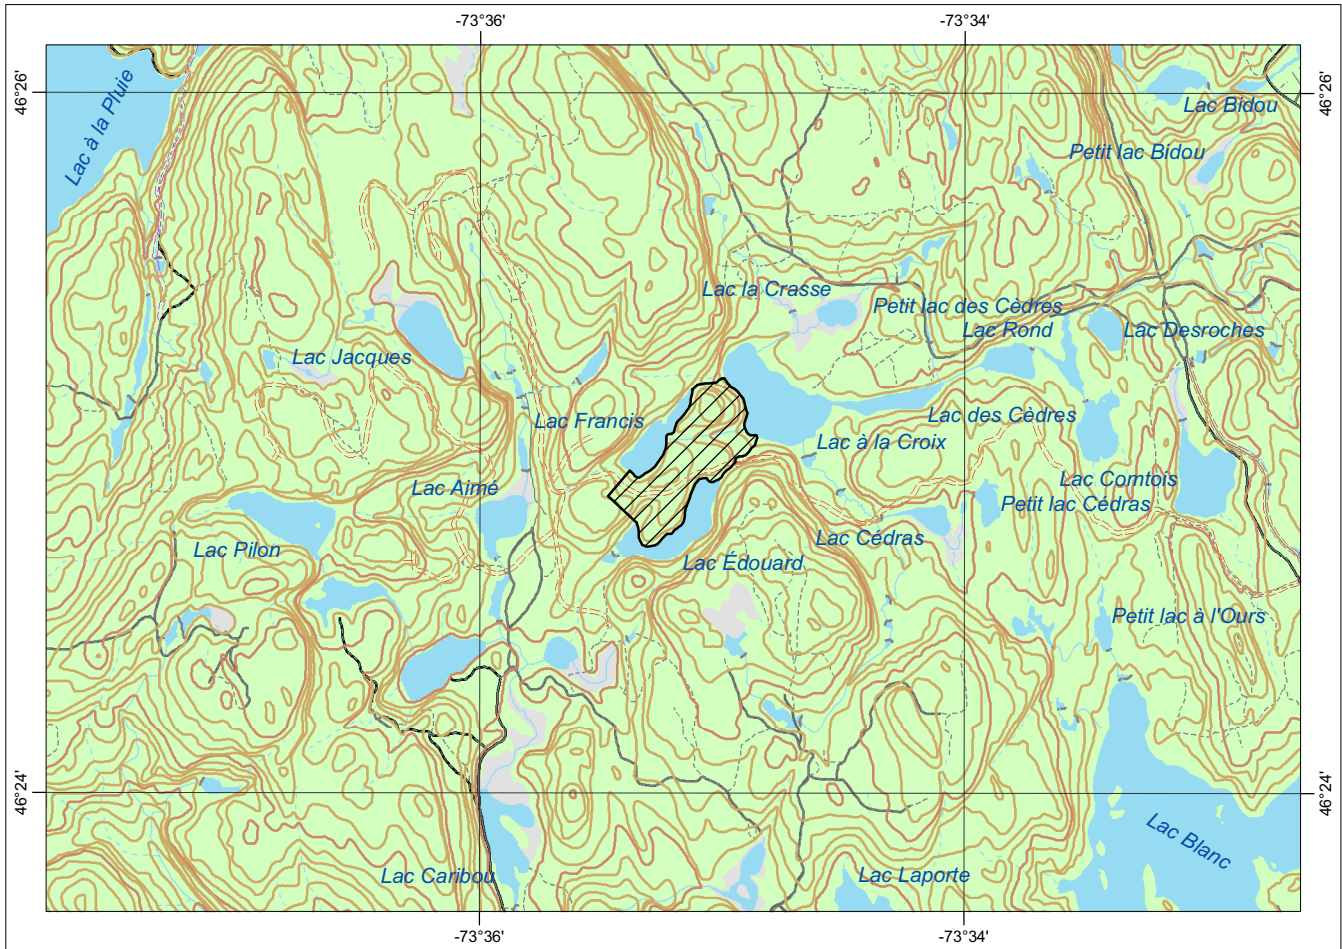 -73°36'
-73°34'
46°26'
46°26'
Lac à la Pluie
Lac Bidou
Petit lac Bidou
Lac la Crasse
Petit lac des Cèdres
Lac Rond
Lac Desroches
Lac Jacques
Lac Francis
Lac des Cèdres
Lac à la Croix
Lac Aimé
Lac Comtois
Petit lac Cédras
Lac Cédras
Lac Pilon
Lac Édouard
Petit lac à l'Ours
46°24'
46°24'
Lac Blanc
Lac Caribou
Lac Laporte
-73°36'
-73°34'